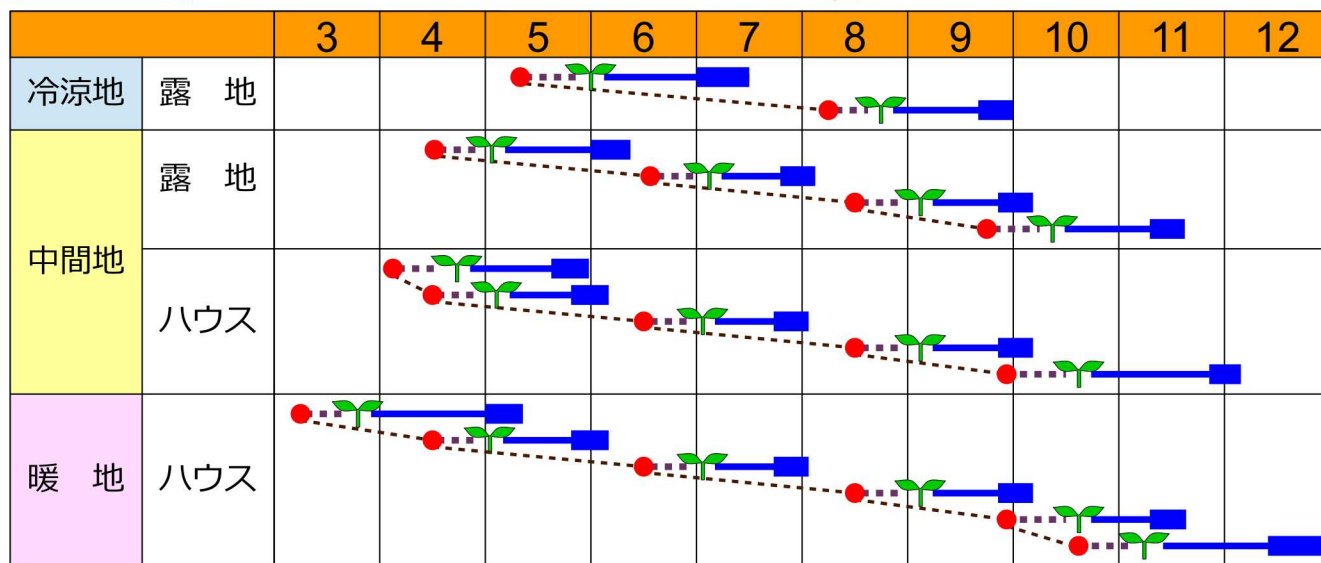 3 4 5 6 7 8 9 10 11 12
冷涼地 露 地
中間地 露 地
ハウス
暖 地 ハウス